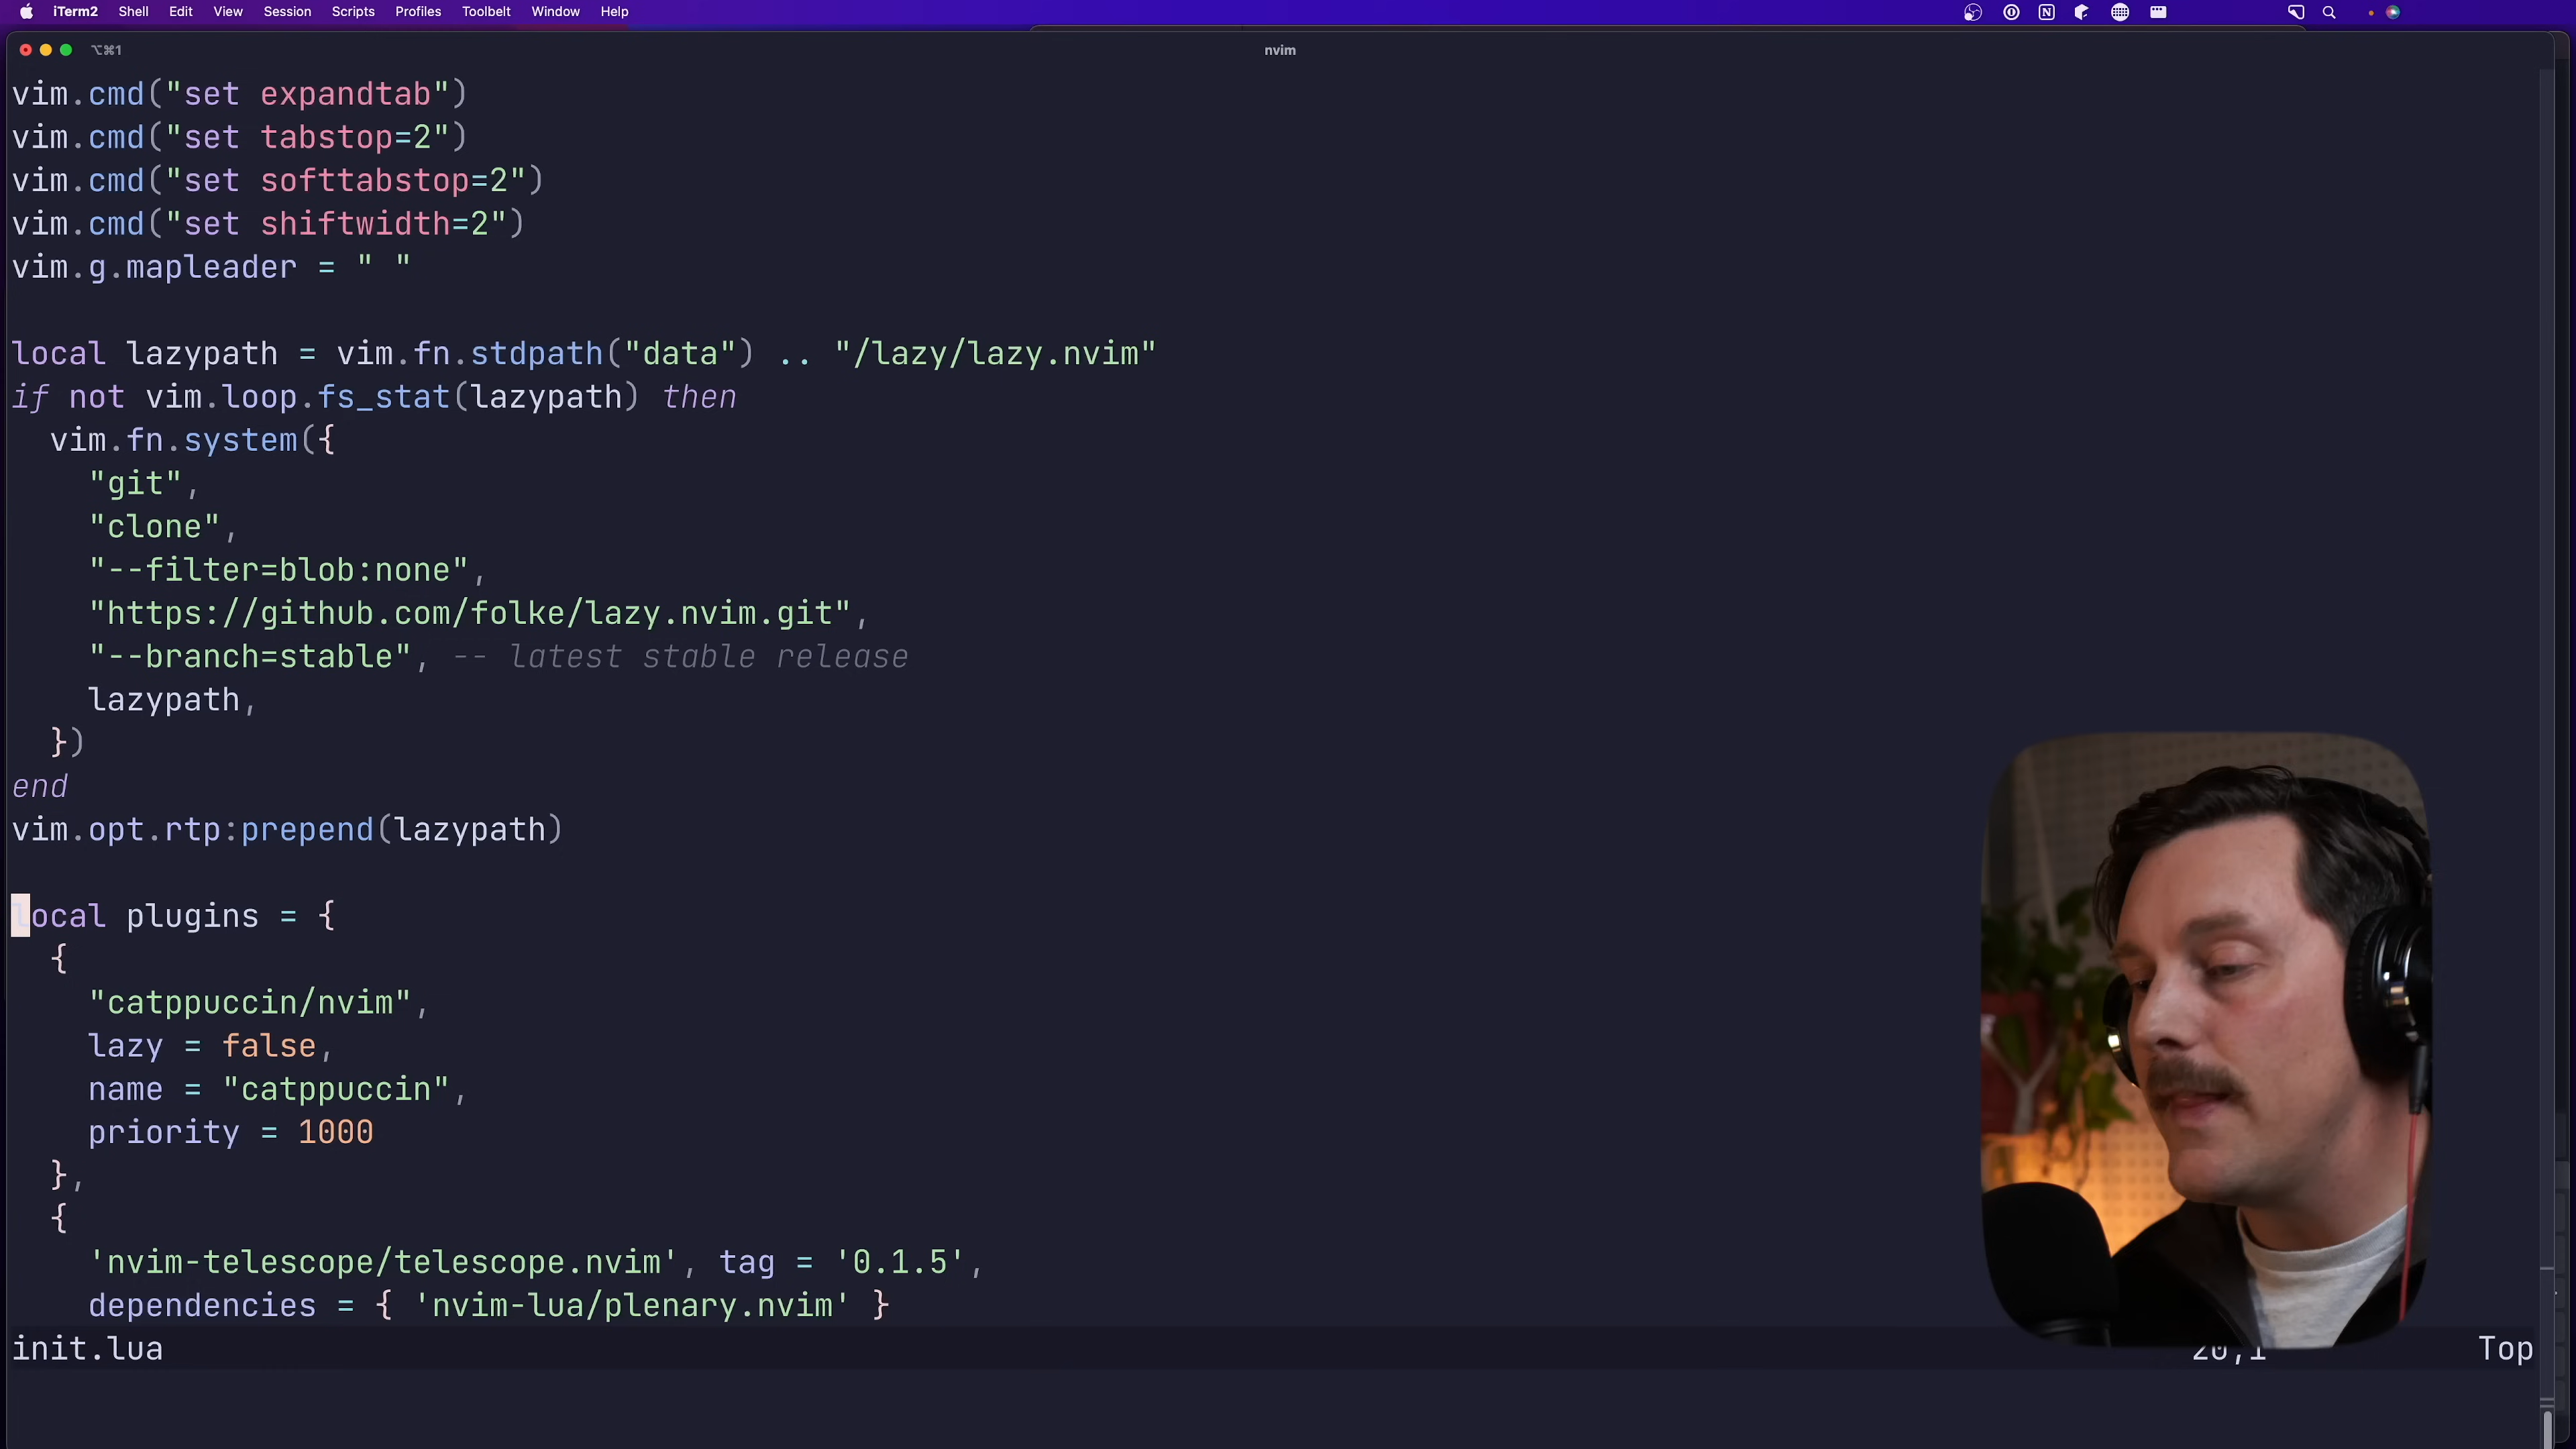 iTerm2 Shell Edit View Session Scripts Profiles Toolbelt Window Help
⌥⌘1 nvim
vim.cmd("set expandtab")
vim.cmd("set tabstop=2")
vim.cmd("set softtabstop=2")
vim.cmd("set shiftwidth=2")
vim.g.mapleader = " "
local lazypath = vim.fn.stdpath("data") .. "/lazy/lazy.nvim"
if not vim.loop.fs_stat(lazypath) then
  vim.fn.system({
    "git",
    "clone",
    "--filter=blob:none",
    "https://github.com/folke/lazy.nvim.git",
    "--branch=stable", -- latest stable release
    lazypath,
  })
end
vim.opt.rtp:prepend(lazypath)
local plugins = {
  {
    "catppuccin/nvim",
    lazy = false,
    name = "catppuccin",
    priority = 1000
  },
  {
    'nvim-telescope/telescope.nvim', tag = '0.1.5',
    dependencies = { 'nvim-lua/plenary.nvim' }
init.lua 20,1 Top